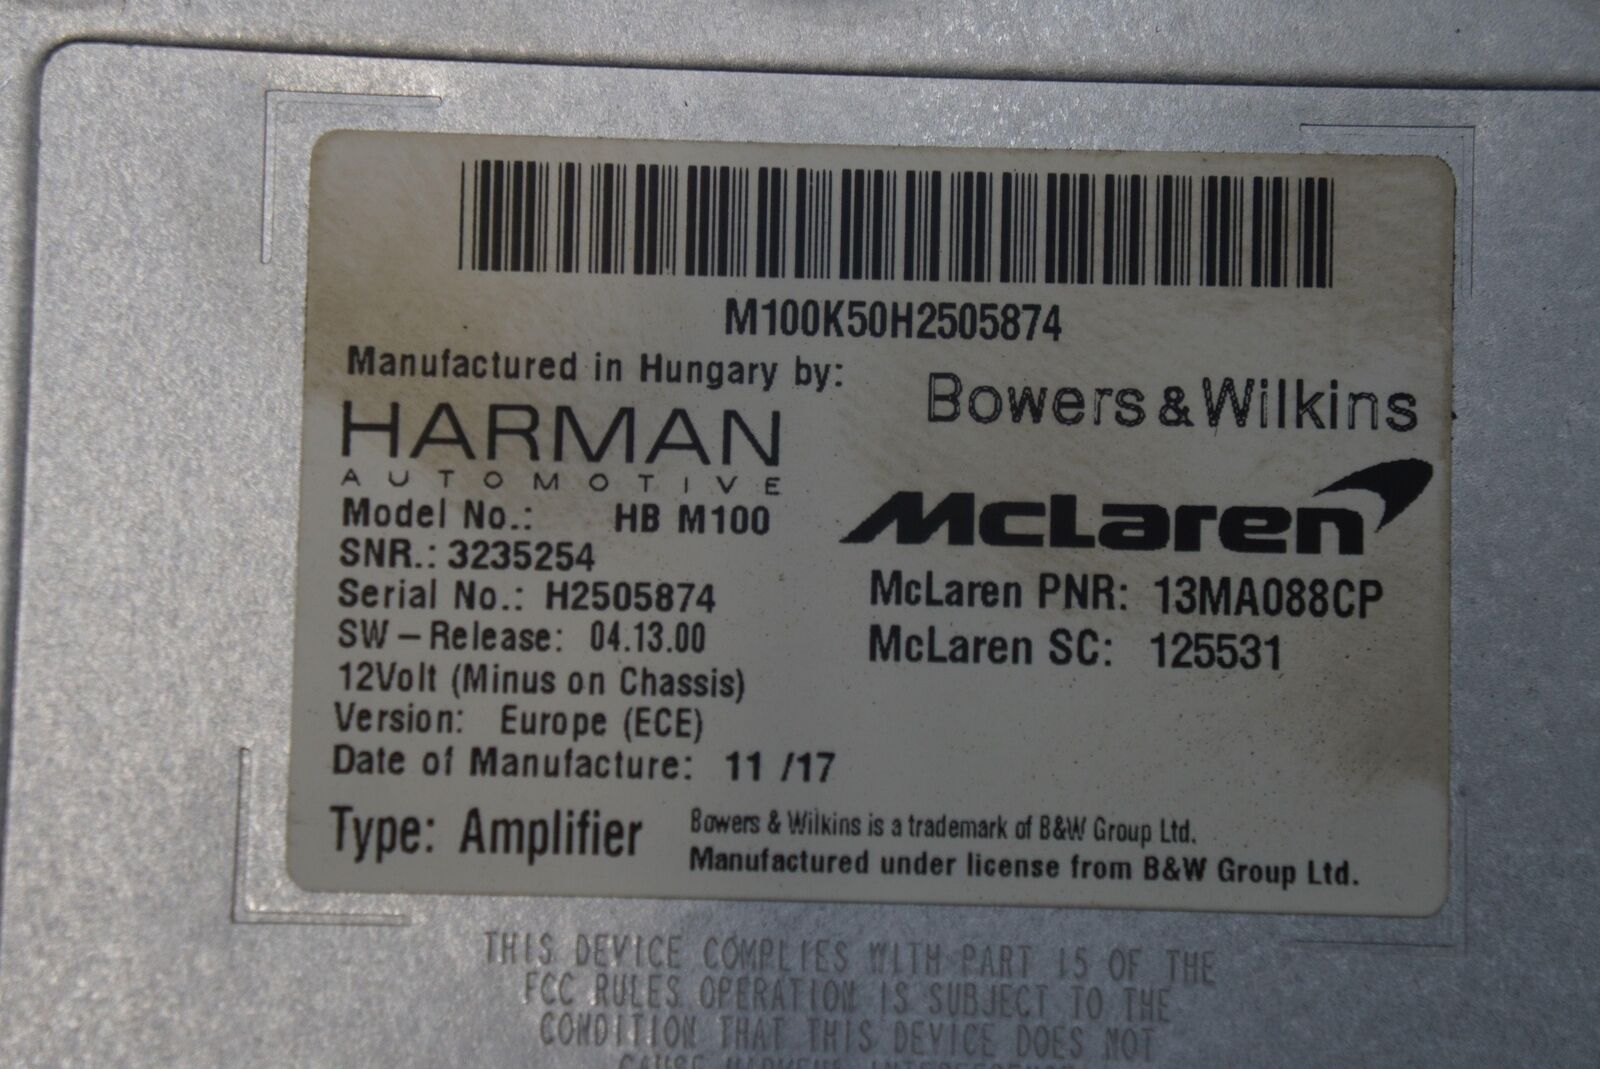 M100K50H2505874
Manufactured in Hungary by:
HARMAN
AUTOMOTIVE
Bowers & Wilkins
McLaren
Model No.: HB M100
SNR.: 3235254
Serial No.: H2505874
SW – Release: 04.13.00
12Volt (Minus on Chassis)
Version: Europe (ECE)
Date of Manufacture: 11 /17
McLaren PNR: 13MA088CP
McLaren SC: 125531
Type: Amplifier
Bowers & Wilkins is a trademark of B&W Group Ltd.
Manufactured under license from B&W Group Ltd.
THIS DEVICE COMPLIES WITH PART 15 OF THE
FCC RULES OPERATION IS SUBJECT TO THE
CONDITION THAT THIS DEVICE DOES NOT